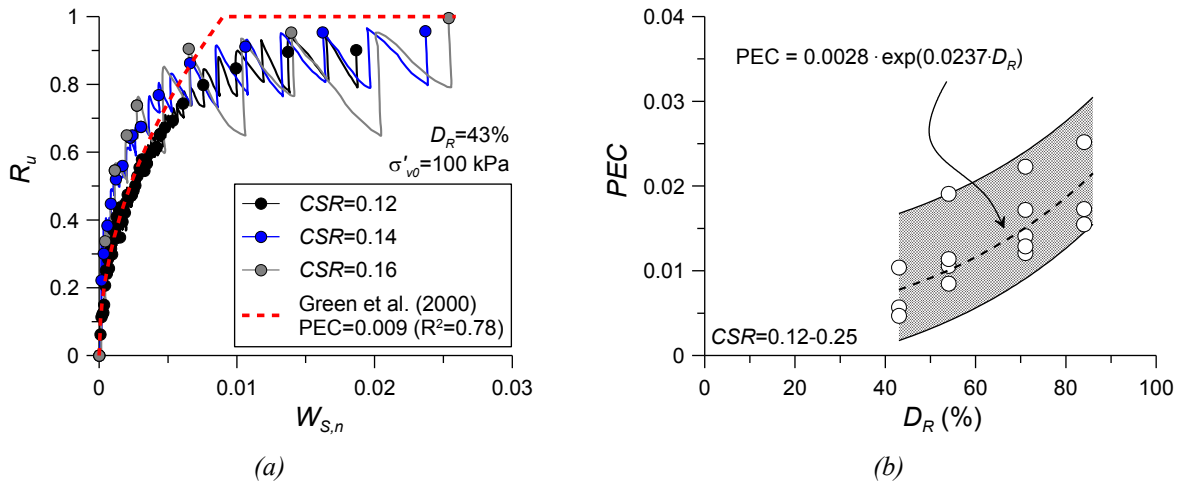 1
0.8
0.6
0.4
0.2
0
R_u
0 0.01 0.02 0.03
W_{S,n}
D_R=43%
σ'_{v0}=100 kPa
CSR=0.12
CSR=0.14
CSR=0.16
Green et al. (2000)
PEC=0.009 (R²=0.78)
(a)
0.04
0.03
0.02
0.01
0
PEC
PEC = 0.0028 · exp(0.0237·D_R)
CSR=0.12-0.25
0 20 40 60 80 100
D_R (%)
(b)